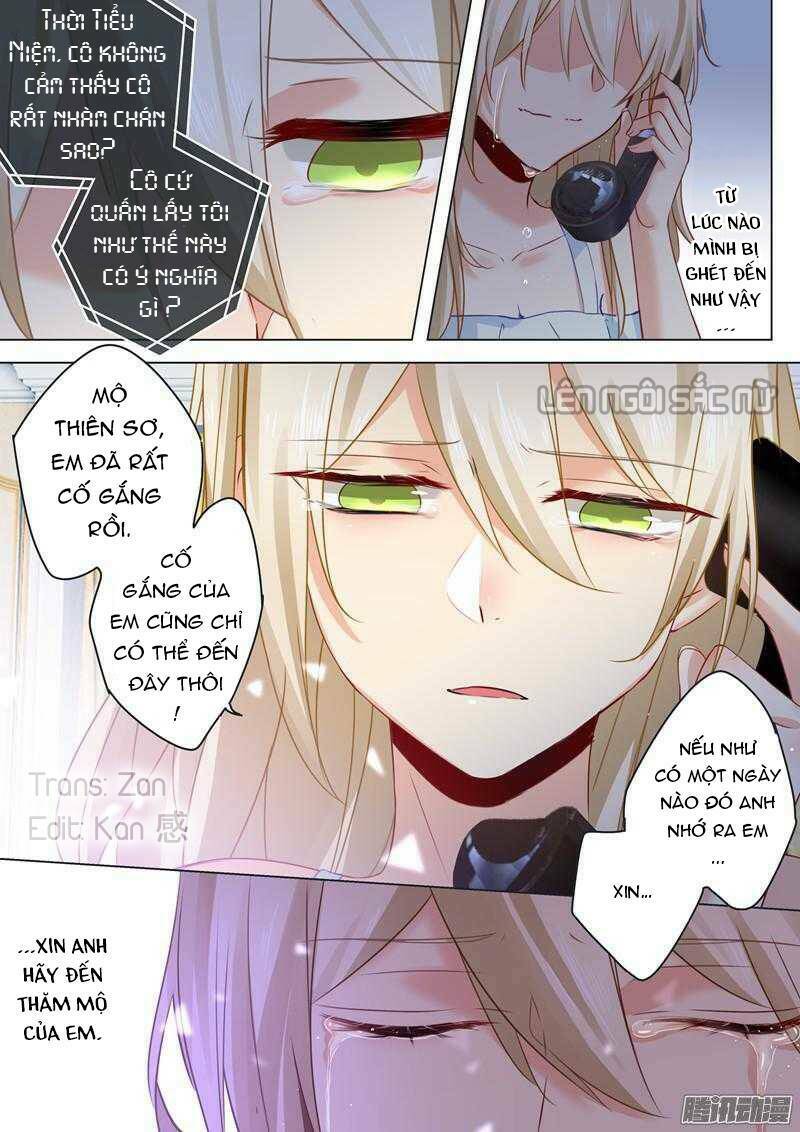 THỜI TIỂU
NIỆM, CÔ KHÔNG
CẢM THẤY CÔ
RẤT NHÀM CHÁN
SAO?
CÔ CỨ
QUẤN LẤY TÔI
NHƯ THẾ NÀY
CÓ Ý NGHĨA
GÌ ?
TỪ
LÚC NÀO
MÌNH BỊ
GHÉT ĐẾN
NHƯ VẬY
...
LÊN NGÔI SẮC NỮ
MỘ
THIÊN SƠ,
EM ĐÃ RẤT
CỐ GẮNG
RỒI.
CỐ
GẮNG CỦA
EM CŨNG CHỈ
CÓ THỂ ĐẾN
ĐÂY THÔI
!
Trans: Zan
Edit: Kan 感
NẾU NHƯ
CÓ MỘT NGÀY
NÀO ĐÓ ANH
NHỚ RA EM
...
XIN...
...XIN ANH
HÃY ĐẾN
THĂM MỘ
CỦA EM.
腾讯动漫